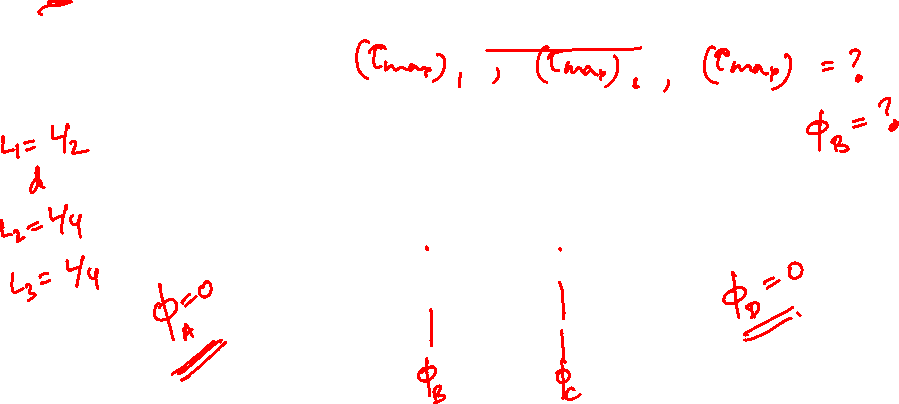 (τmax)₁ , (τmax)₂ , (τmax) = ?
ϕB = ?
L1 = L/2
d
L2 = L/4
L3 = L/4
ϕA = 0
ϕD = 0
ϕB ϕC